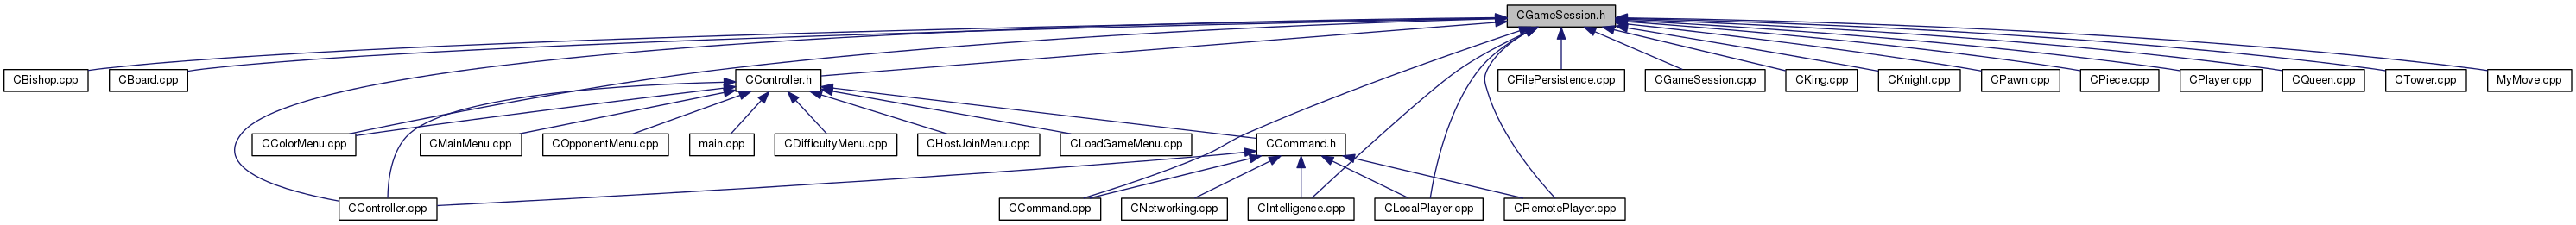 CGameSession.h
CBishop.cpp
CBoard.cpp
CController.h
CFilePersistence.cpp
CGameSession.cpp
CKing.cpp
CKnight.cpp
CPawn.cpp
CPiece.cpp
CPlayer.cpp
CQueen.cpp
CTower.cpp
MyMove.cpp
CColorMenu.cpp
CMainMenu.cpp
COpponentMenu.cpp
main.cpp
CDifficultyMenu.cpp
CHostJoinMenu.cpp
CLoadGameMenu.cpp
CCommand.h
CController.cpp
CCommand.cpp
CNetworking.cpp
CIntelligence.cpp
CLocalPlayer.cpp
CRemotePlayer.cpp